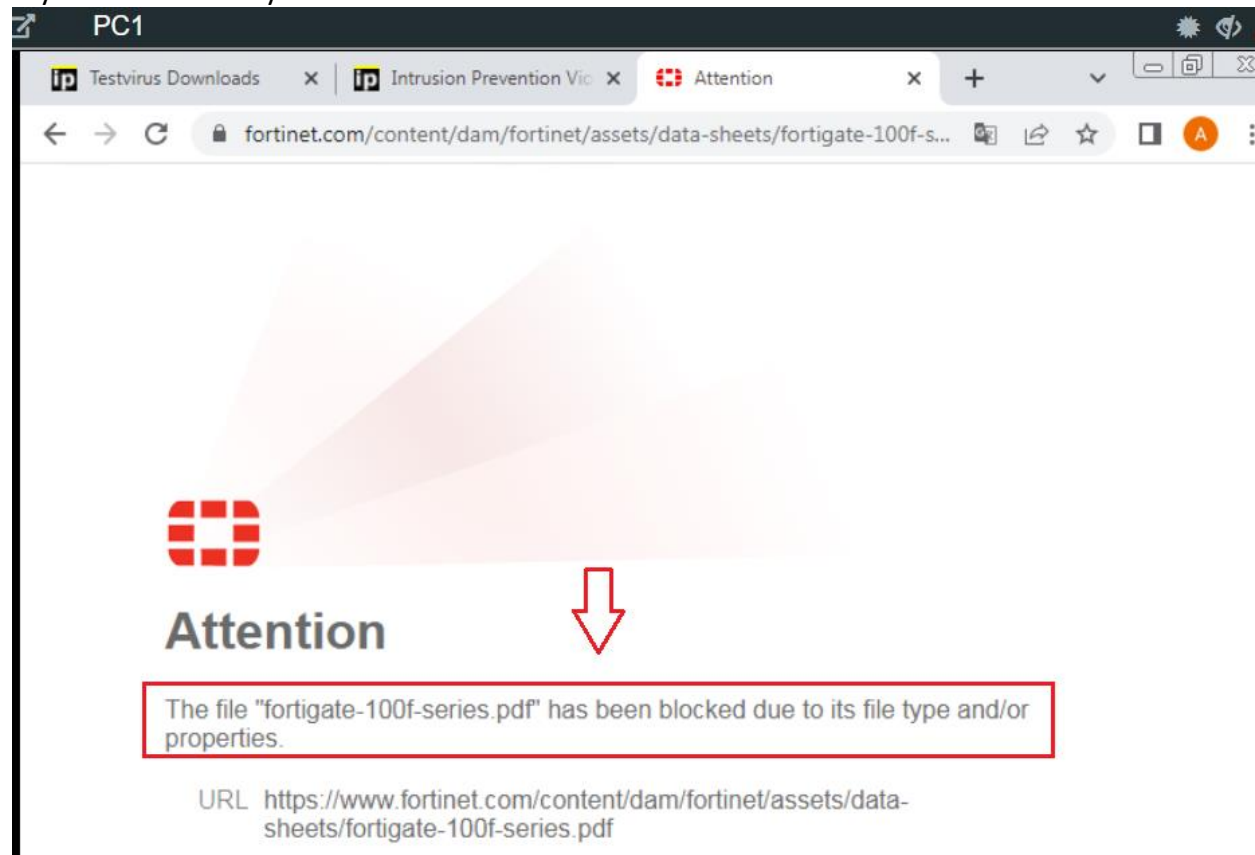 PC1
Testvirus Downloads
Intrusion Prevention Vic
Attention
fortinet.com/content/dam/fortinet/assets/data-sheets/fortigate-100f-s...
A
Attention
The file "fortigate-100f-series.pdf" has been blocked due to its file type and/or
properties.
URL https://www.fortinet.com/content/dam/fortinet/assets/data-
sheets/fortigate-100f-series.pdf